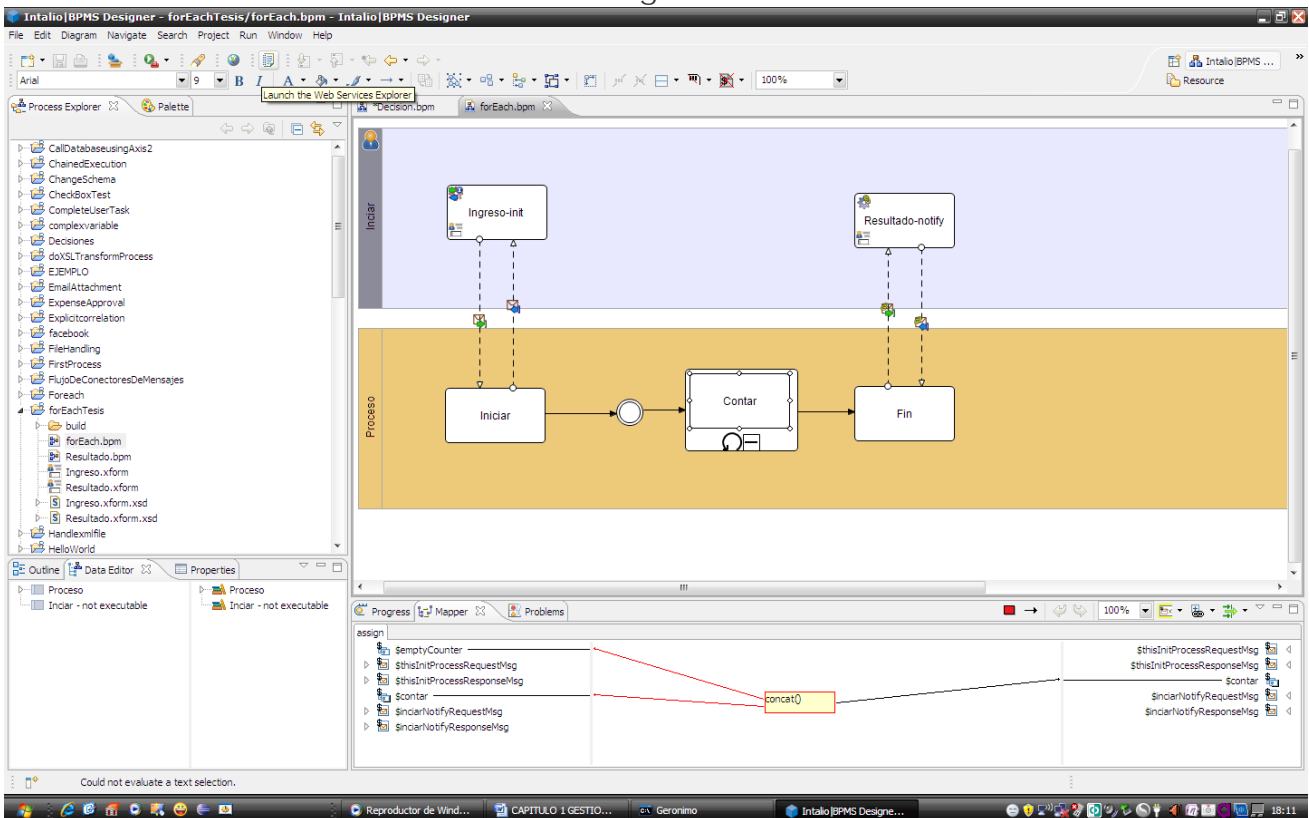 Intalio|BPMS Designer - forEachTesis/forEach.bpm - Intalio|BPMS Designer
File Edit Diagram Navigate Search Project Run Window Help
Intalio|BPMS ...
Arial 9 B I A 100% Resource
Launch the Web Services Explorer
Process Explorer Palette
*Decision.bpm forEach.bpm
CallDatabaseusingAxis2
ChainedExecution
ChangeSchema
CheckBoxTest
CompleteUserTask
complexvariable
Decisiones
doXSLTransformProcess
EJEMPLO
EmailAttachment
ExpenseApproval
Explicitcorrelation
facebook
FileHandling
FirstProcess
FlujoDeConectoresDeMensajes
Foreach
forEachTesis
build
forEach.bpm
Resultado.bpm
Ingreso.xform
Resultado.xform
Ingreso.xform.xsd
Resultado.xform.xsd
Handlexmlfile
HelloWorld
Inciar
Ingreso-init
Resultado-notify
Proceso
Iniciar
Contar
Fin
Outline Data Editor Properties
Proceso
Inciar - not executable
Proceso
Inciar - not executable
Progress Mapper Problems
100%
assign
$emptyCounter
$thisInitProcessRequestMsg
$thisInitProcessResponseMsg
$contar
$inciarNotifyRequestMsg
$inciarNotifyResponseMsg
concat()
$thisInitProcessRequestMsg
$thisInitProcessResponseMsg
$contar
$inciarNotifyRequestMsg
$inciarNotifyResponseMsg
Could not evaluate a text selection.
Reproductor de Wind... CAPITULO 1 GESTIO... Geronimo Intalio|BPMS Designe... 18:11